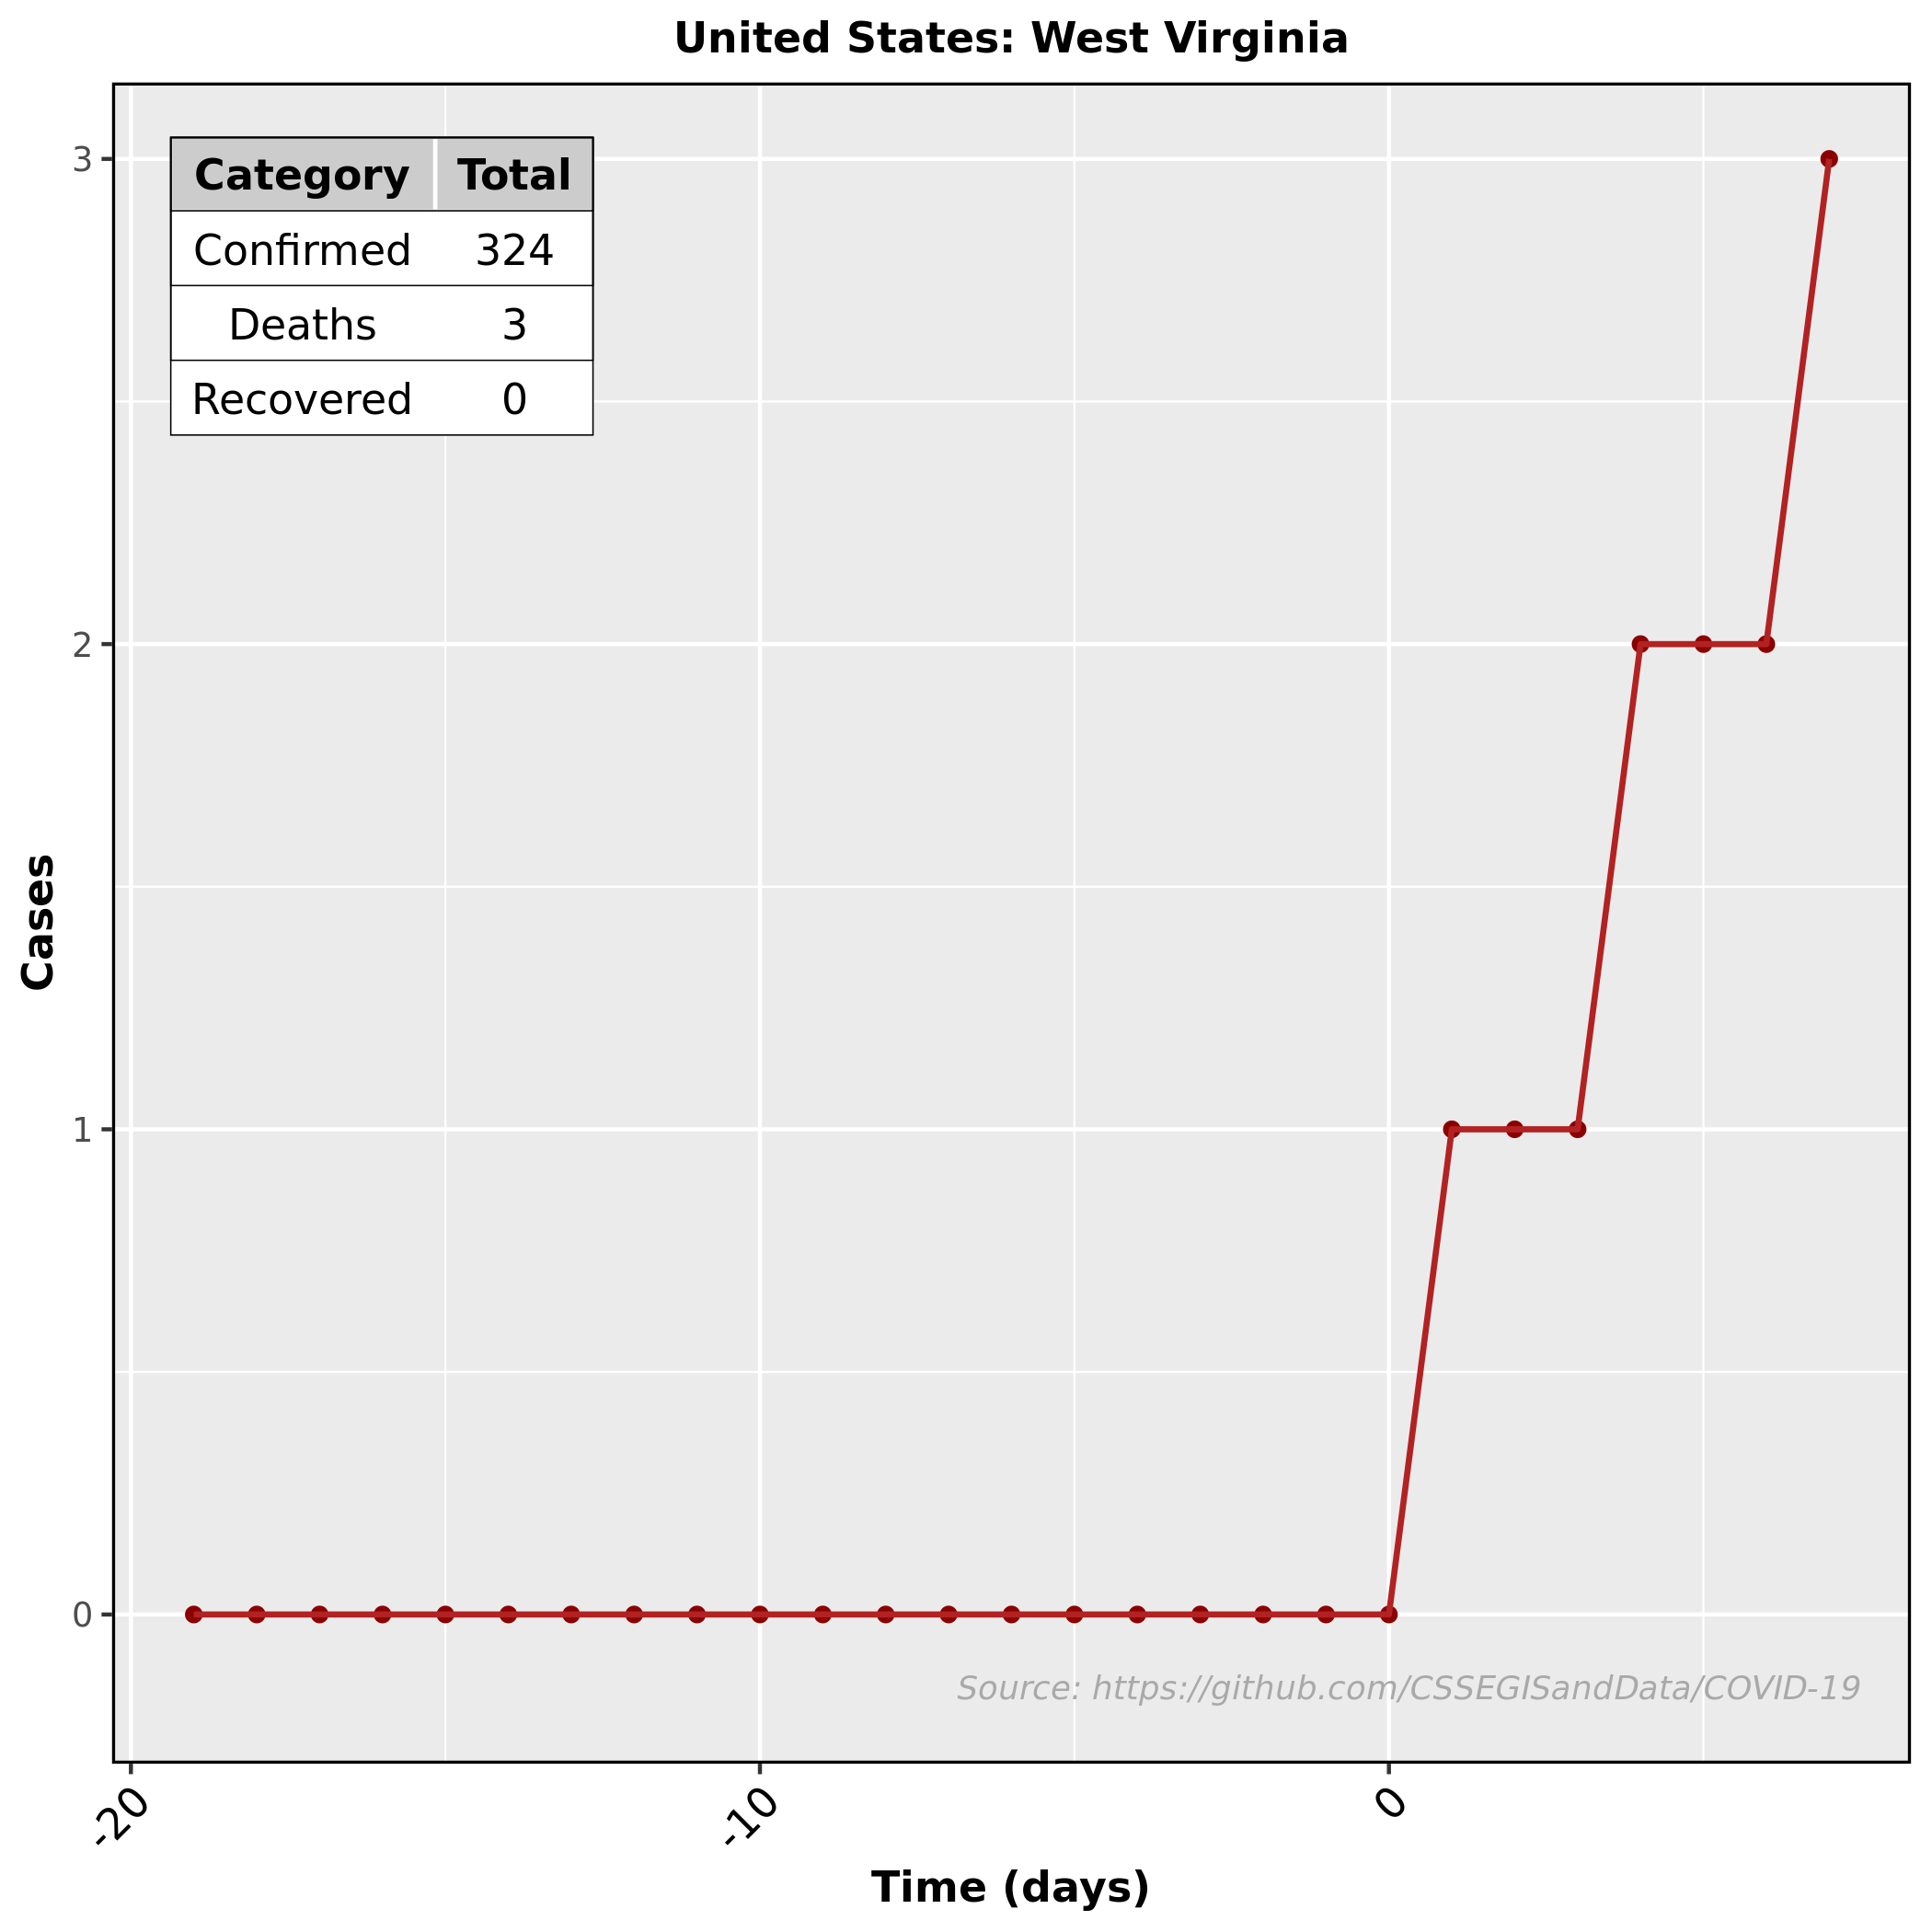 United States: West Virginia
Category Total
Confirmed 324
Deaths 3
Recovered 0
3
2
1
0
Cases
Source: https://github.com/CSSEGISandData/COVID-19
-20 -10 0
Time (days)